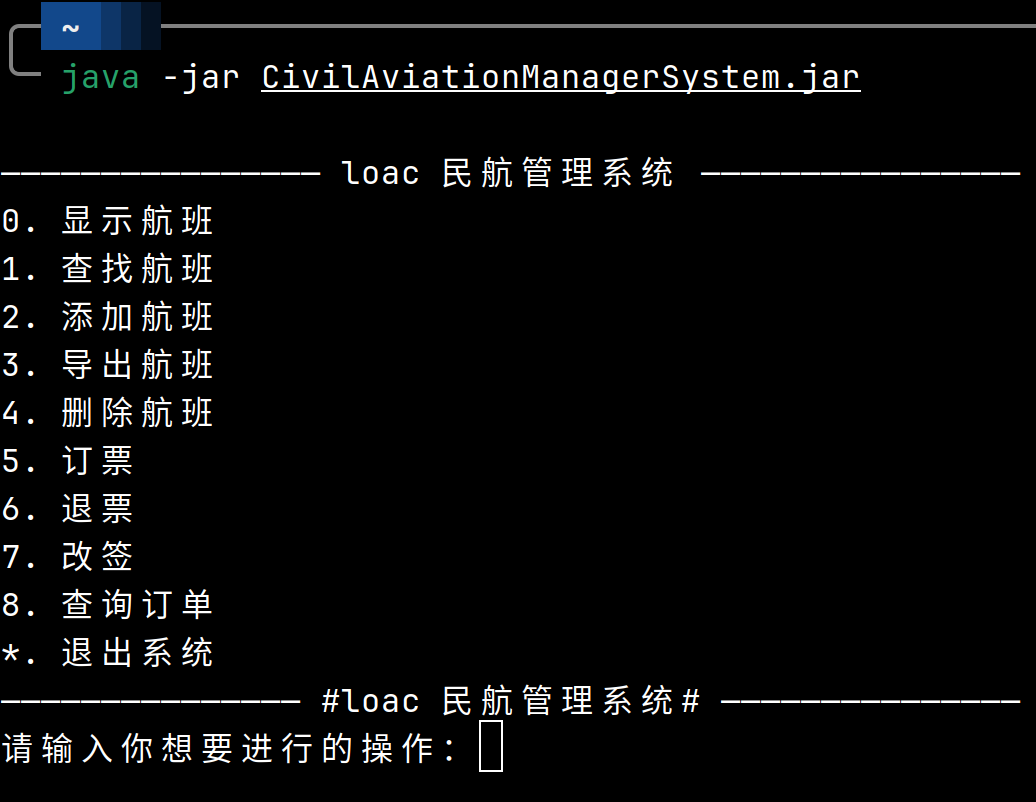 ~
java -jar CivilAviationManagerSystem.jar
———————————————— loac 民航管理系统 ————————————————
0. 显示航班
1. 查找航班
2. 添加航班
3. 导出航班
4. 删除航班
5. 订票
6. 退票
7. 改签
8. 查询订单
*. 退出系统
——————————————— #loac 民航管理系统# ———————————————
请输入你想要进行的操作：